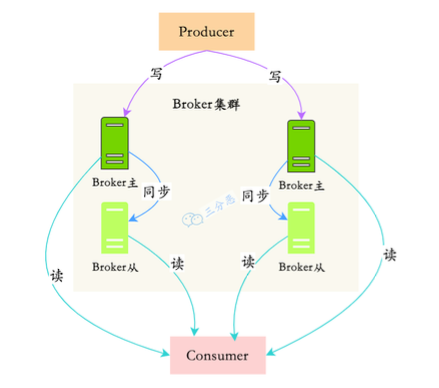 Producer
写
写
Broker集群
Broker主
Broker主
同步
三分恶
同步
Broker从
Broker从
读
读
读
读
Consumer